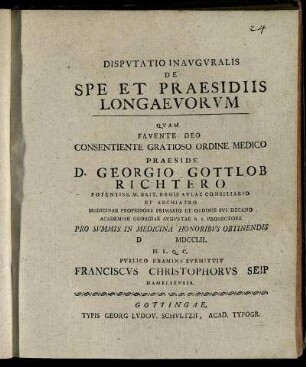 24
DISPVTATIO INAVGVRALIS
DE
SPE ET PRAESIDIIS
LONGAEVORVM
QVAM
FAVENTE DEO
CONSENTIENTE GRATIOSO ORDINE MEDICO
PRAESIDE
D. GEORGIO GOTTLOB
RICHTERO
POTENTISS. M. BRIT. REGIS AVLAE CONSILIARIO
ET ARCHIATRO
MEDICINAE PROFESSORE PRIMARIO ET ORDINIS SVI DECANO
ACADEMIAE GEORGIAE AVGVSTAE PRORECTORE
PRO SVMMIS IN MEDICINA HONORIBVS OBTINENDIS
D MDCCLII.
H. L. Q. C.
PVBLICO EXAMINI SVBMITTIT
FRANCISCVS CHRISTOPHORVS SEIP
HAMELENSIS.
GOTTINGAE,
TYPIS GEORG LVDOV. SCHVLTZII, ACAD. TYPOGR.